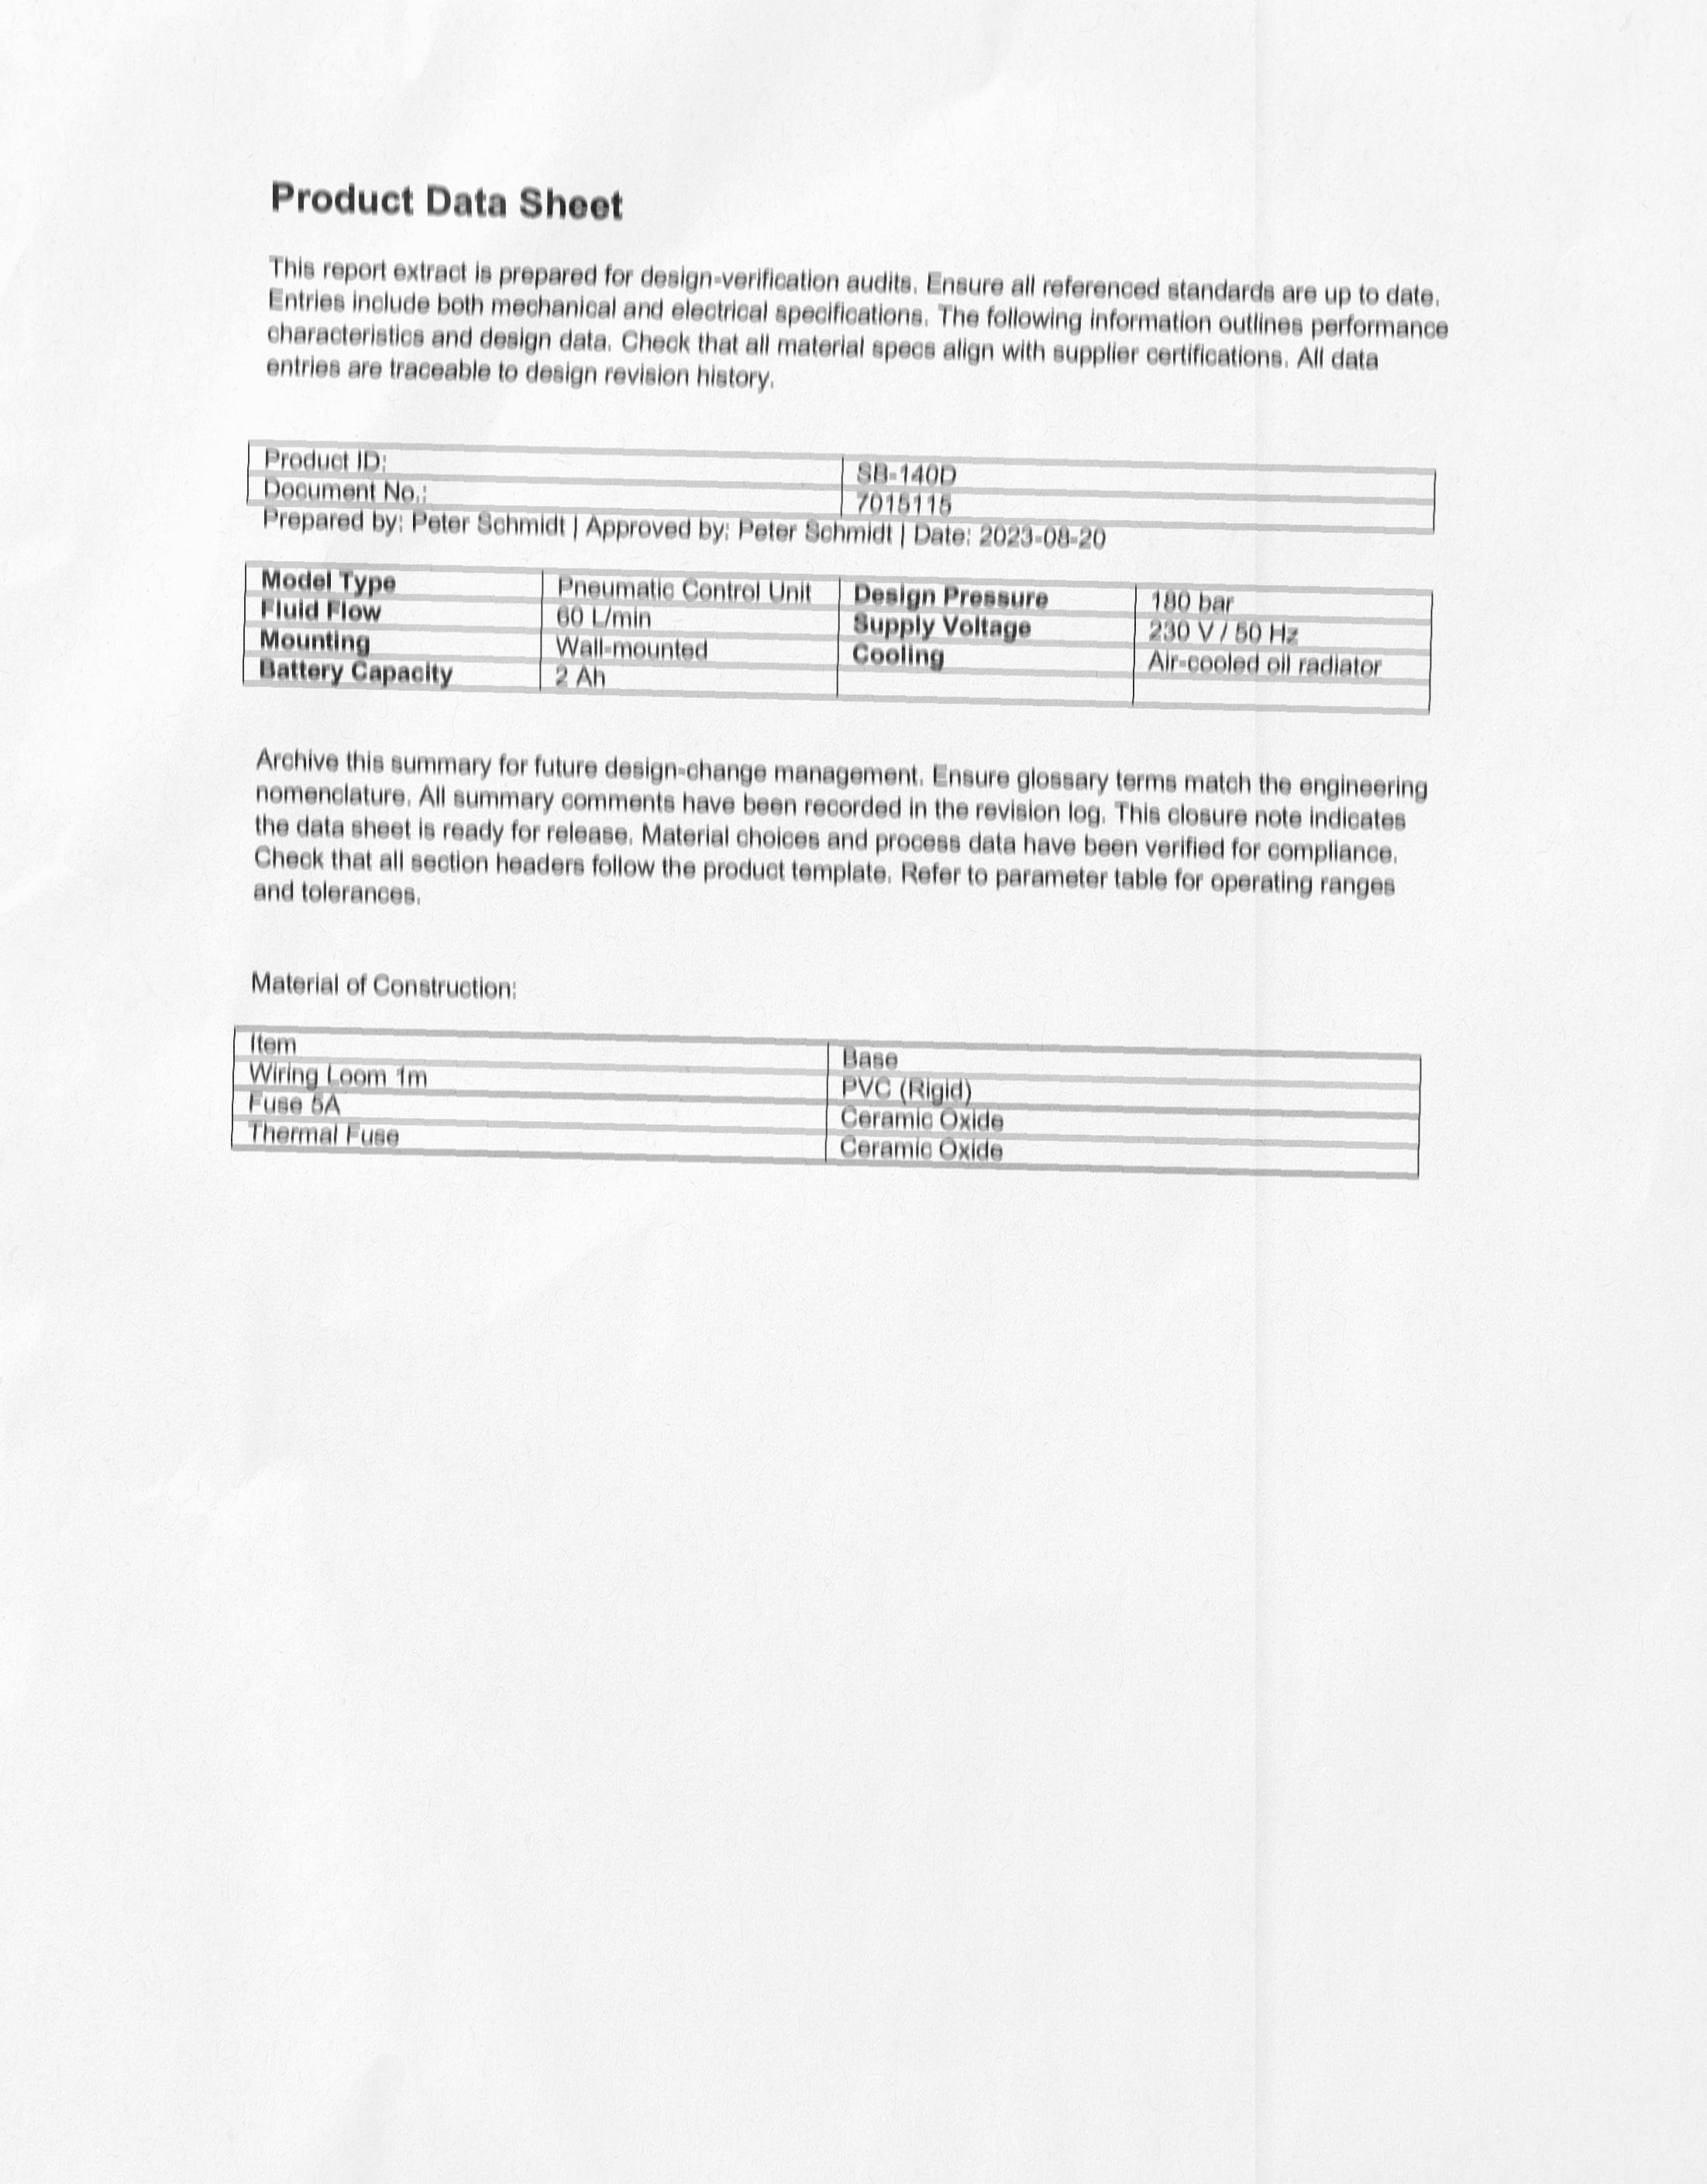 Product Data Sheet
This report extract is prepared for design-verification audits. Ensure all referenced standards are up to date.
Entries include both mechanical and electrical specifications. The following information outlines performance
characteristics and design data. Check that all material specs align with supplier certifications. All data
entries are traceable to design revision history.
Product ID: SB-140D
Document No.: 7015115
Prepared by: Peter Schmidt | Approved by: Peter Schmidt | Date: 2023-08-20
Model Type Pneumatic Control Unit Design Pressure 180 bar
Fluid Flow 60 L/min Supply Voltage 230 V / 50 Hz
Mounting Wall-mounted Cooling Air-cooled oil radiator
Battery Capacity 2 Ah
Archive this summary for future design-change management. Ensure glossary terms match the engineering
nomenclature. All summary comments have been recorded in the revision log. This closure note indicates
the data sheet is ready for release. Material choices and process data have been verified for compliance.
Check that all section headers follow the product template. Refer to parameter table for operating ranges
and tolerances.
Material of Construction:
Item Base
Wiring Loom 1m PVC (Rigid)
Fuse 5A Ceramic Oxide
Thermal Fuse Ceramic Oxide